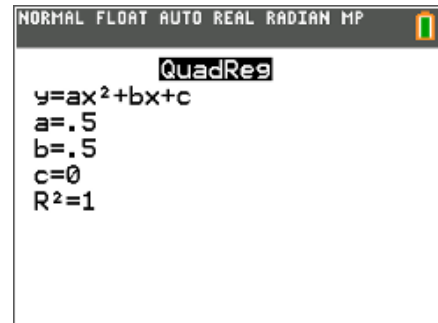 NORMAL FLOAT AUTO REAL RADIAN MP
QuadReg
y=ax²+bx+c
a=.5
b=.5
c=0
R²=1